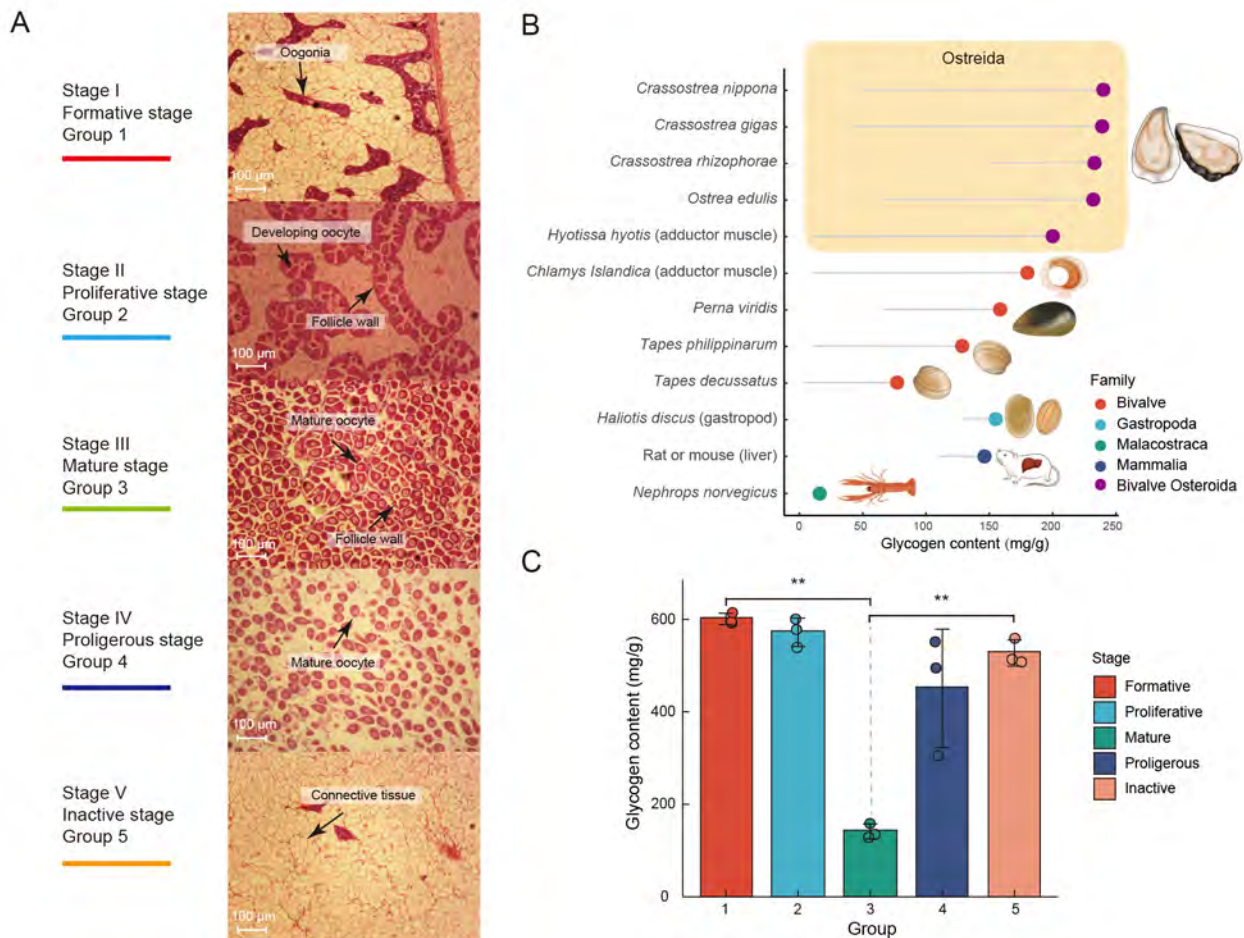 A
Stage I
Formative stage
Group 1
Stage II
Proliferative stage
Group 2
Stage III
Mature stage
Group 3
Stage IV
Proligerous stage
Group 4
Stage V
Inactive stage
Group 5
Oogonia
100 µm
Developing oocyte
Follicle wall
100 µm
Mature oocyte
Follicle wall
100 µm
Mature oocyte
100 µm
Connective tissue
100 µm
B
Ostreida
Crassostrea nippona
Crassostrea gigas
Crassostrea rhizophorae
Ostrea edulis
Hyotissa hyotis (adductor muscle)
Chlamys Islandica (adductor muscle)
Perna viridis
Tapes philippinarum
Tapes decussatus
Haliotis discus (gastropod)
Rat or mouse (liver)
Nephrops norvegicus
0 50 100 150 200 250
Glycogen content (mg/g)
Family
Bivalve
Gastropoda
Malacostraca
Mammalia
Bivalve Osteroida
C
** **
600
400
200
0
Glycogen content (mg/g)
1 2 3 4 5
Group
Stage
Formative
Proliferative
Mature
Proligerous
Inactive